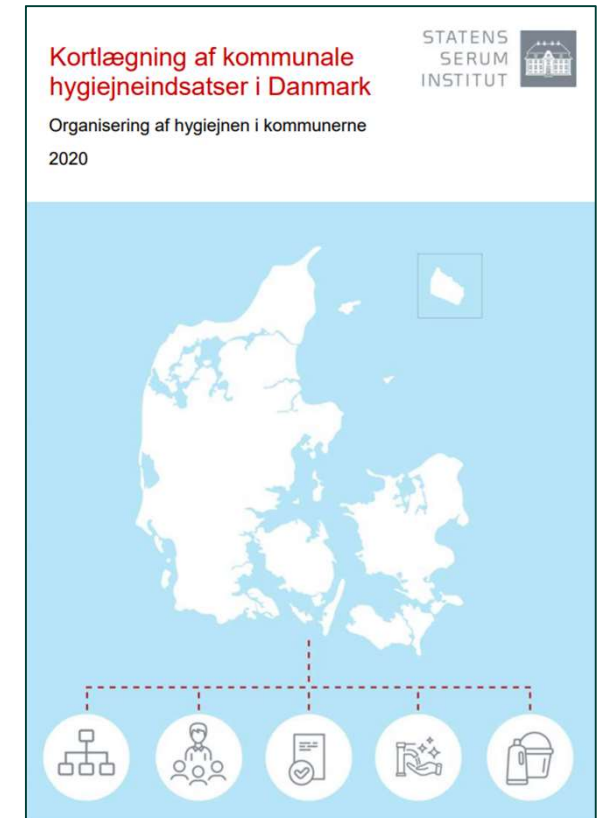 Kortlægning af kommunale
hygiejneindsatser i Danmark
Organisering af hygiejnen i kommunerne
2020
STATENS
SERUM
INSTITUT